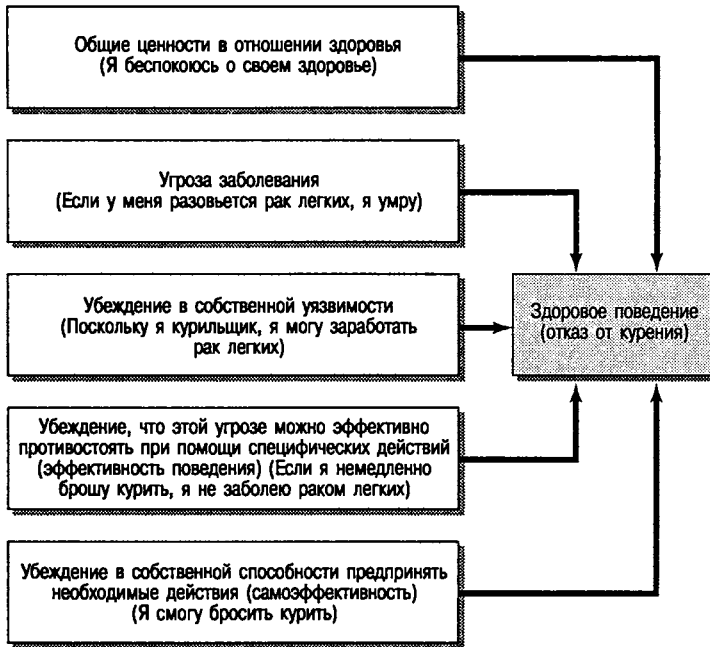 Общие ценности в отношении здоровья
(Я беспокоюсь о своем здоровье)
Угроза заболевания
(Если у меня разовьется рак легких, я умру)
Убеждение в собственной уязвимости
(Поскольку я курильщик, я могу заработать
рак легких)
Здоровое поведение
(отказ от курения)
Убеждение, что этой угрозе можно эффективно
противостоять при помощи специфических действий
(эффективность поведения) (Если я немедленно
брошу курить, я не заболею раком легких)
Убеждение в собственной способности предпринять
необходимые действия (самоэффективность)
(Я смогу бросить курить)